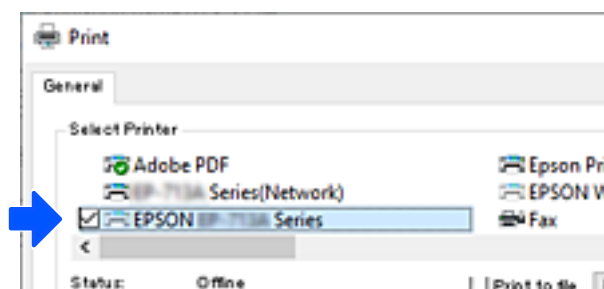 Print
General
Select Printer
Adobe PDF
Epson Pri
Series(Network)
EPSON W
EPSON Series
Fax
Status: Offline
Print to file